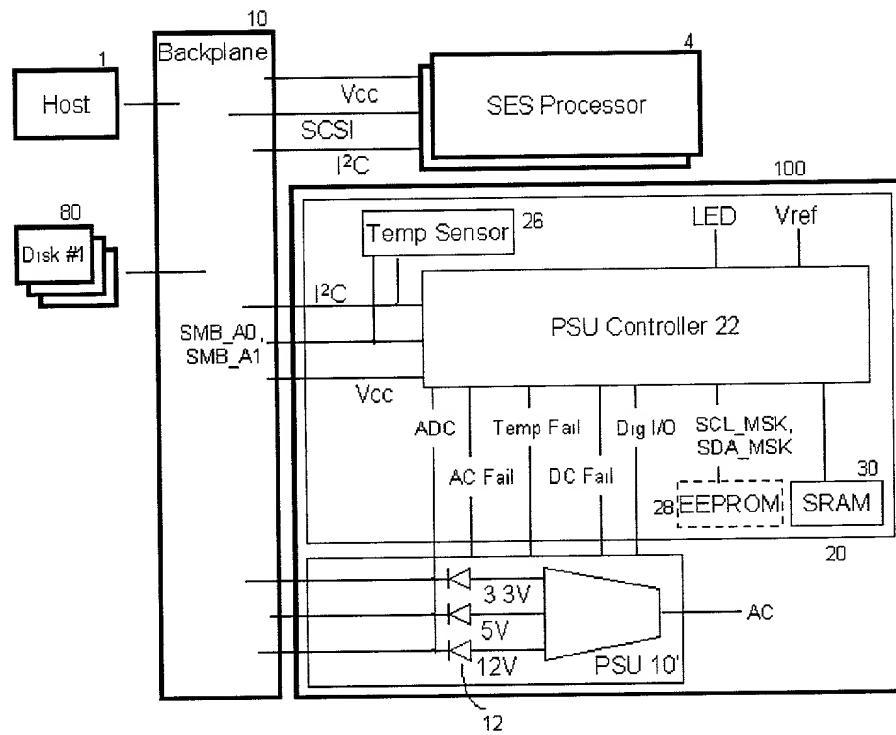 10
Backplane
1
Host
4
SES Processor
Vcc
SCSI
I²C
100
80
Disk #1
Temp Sensor
26
LED
Vref
I²C
PSU Controller 22
SMB_A0,
SMB_A1
Vcc
ADC
Temp Fail
Dig I/O
SCL_MSK,
SDA_MSK
AC Fail
DC Fail
30
28
EEPROM
SRAM
20
3 3V
5V
12V
AC
PSU 10'
12